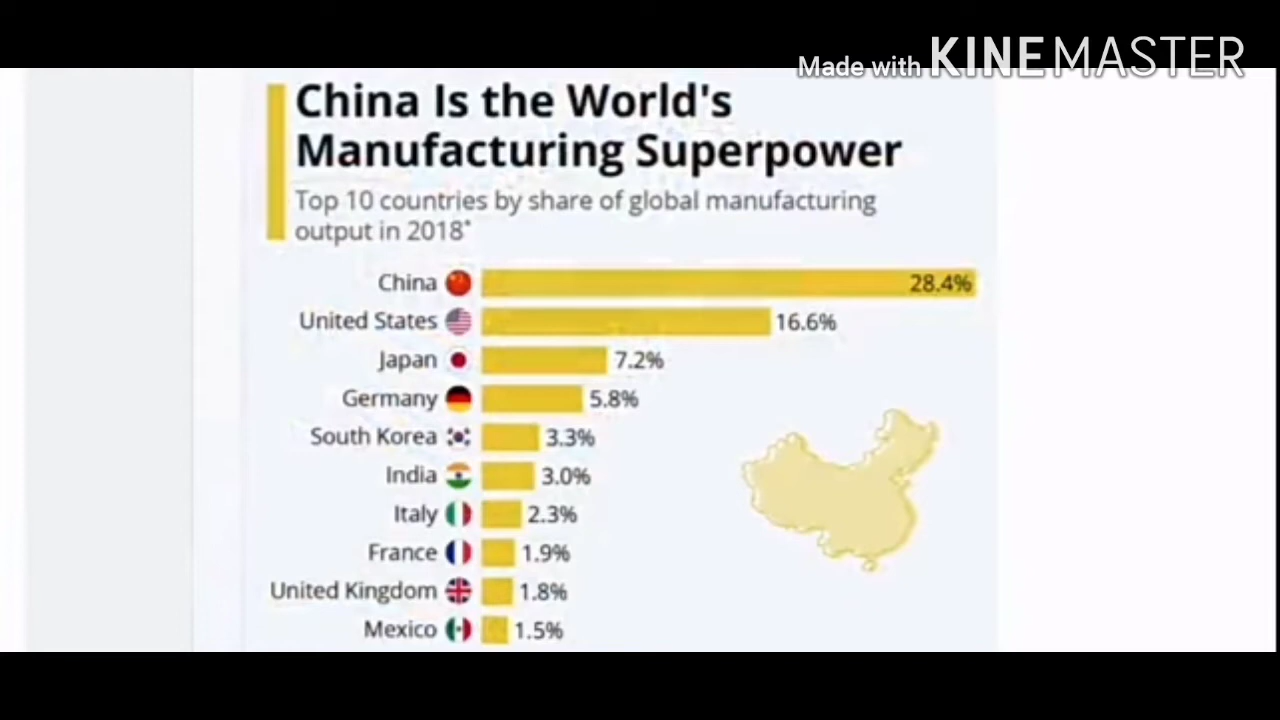 Made with KINEMASTER
China Is the World's
Manufacturing Superpower
Top 10 countries by share of global manufacturing
output in 2018*
China 28.4%
United States 16.6%
Japan 7.2%
Germany 5.8%
South Korea 3.3%
India 3.0%
Italy 2.3%
France 1.9%
United Kingdom 1.8%
Mexico 1.5%